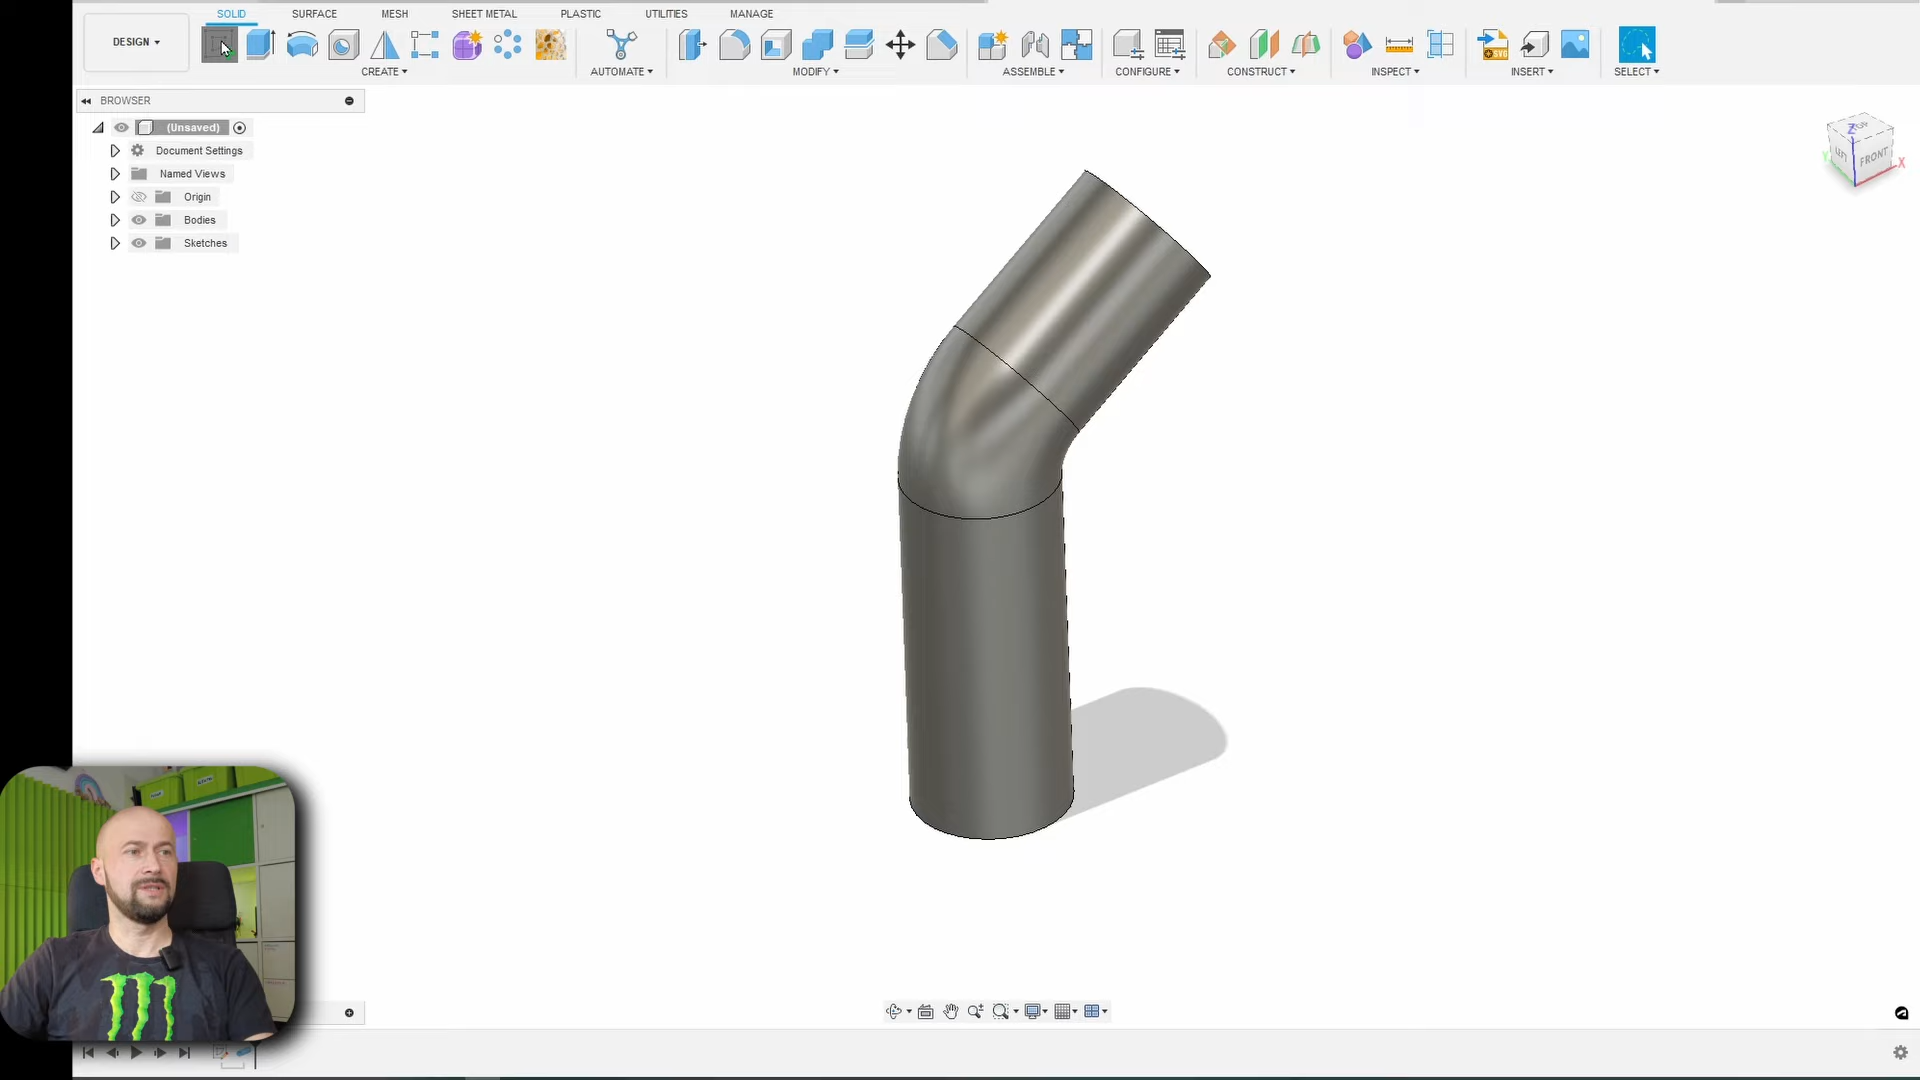 SOLID SURFACE MESH SHEET METAL PLASTIC UTILITIES MANAGE
DESIGN
CREATE AUTOMATE MODIFY ASSEMBLE CONFIGURE CONSTRUCT INSPECT INSERT SELECT
BROWSER
(Unsaved)
Document Settings
Named Views
Origin
Bodies
Sketches
TOP
Z
FRONT
X
Y